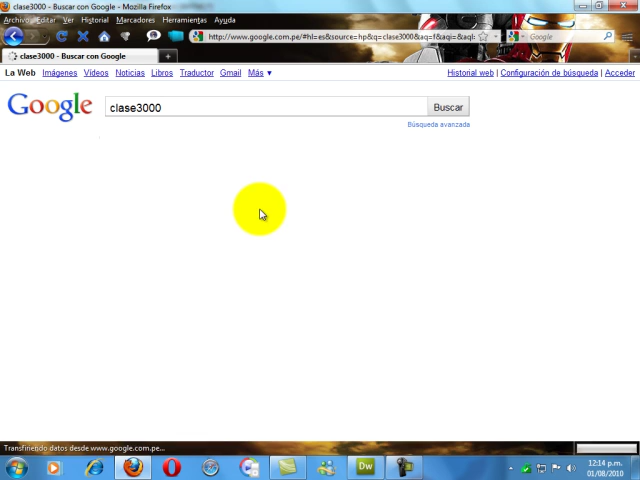 clase3000 - Buscar con Google - Mozilla Firefox
Archivo Editar Ver Historial Marcadores Herramientas Ayuda
http://www.google.com.pe/#hl=es&source=hp&q=clase3000&aq=f&aqi=&aql=
Google
clase3000 - Buscar con Google
La Web Imágenes Vídeos Noticias Libros Traductor Gmail Más ▼
Historial web | Configuración de búsqueda | Acceder
Google
clase3000
Buscar
Búsqueda avanzada
Transfiriendo datos desde www.google.com.pe...
Dw
12:14 p.m.
01/08/2010